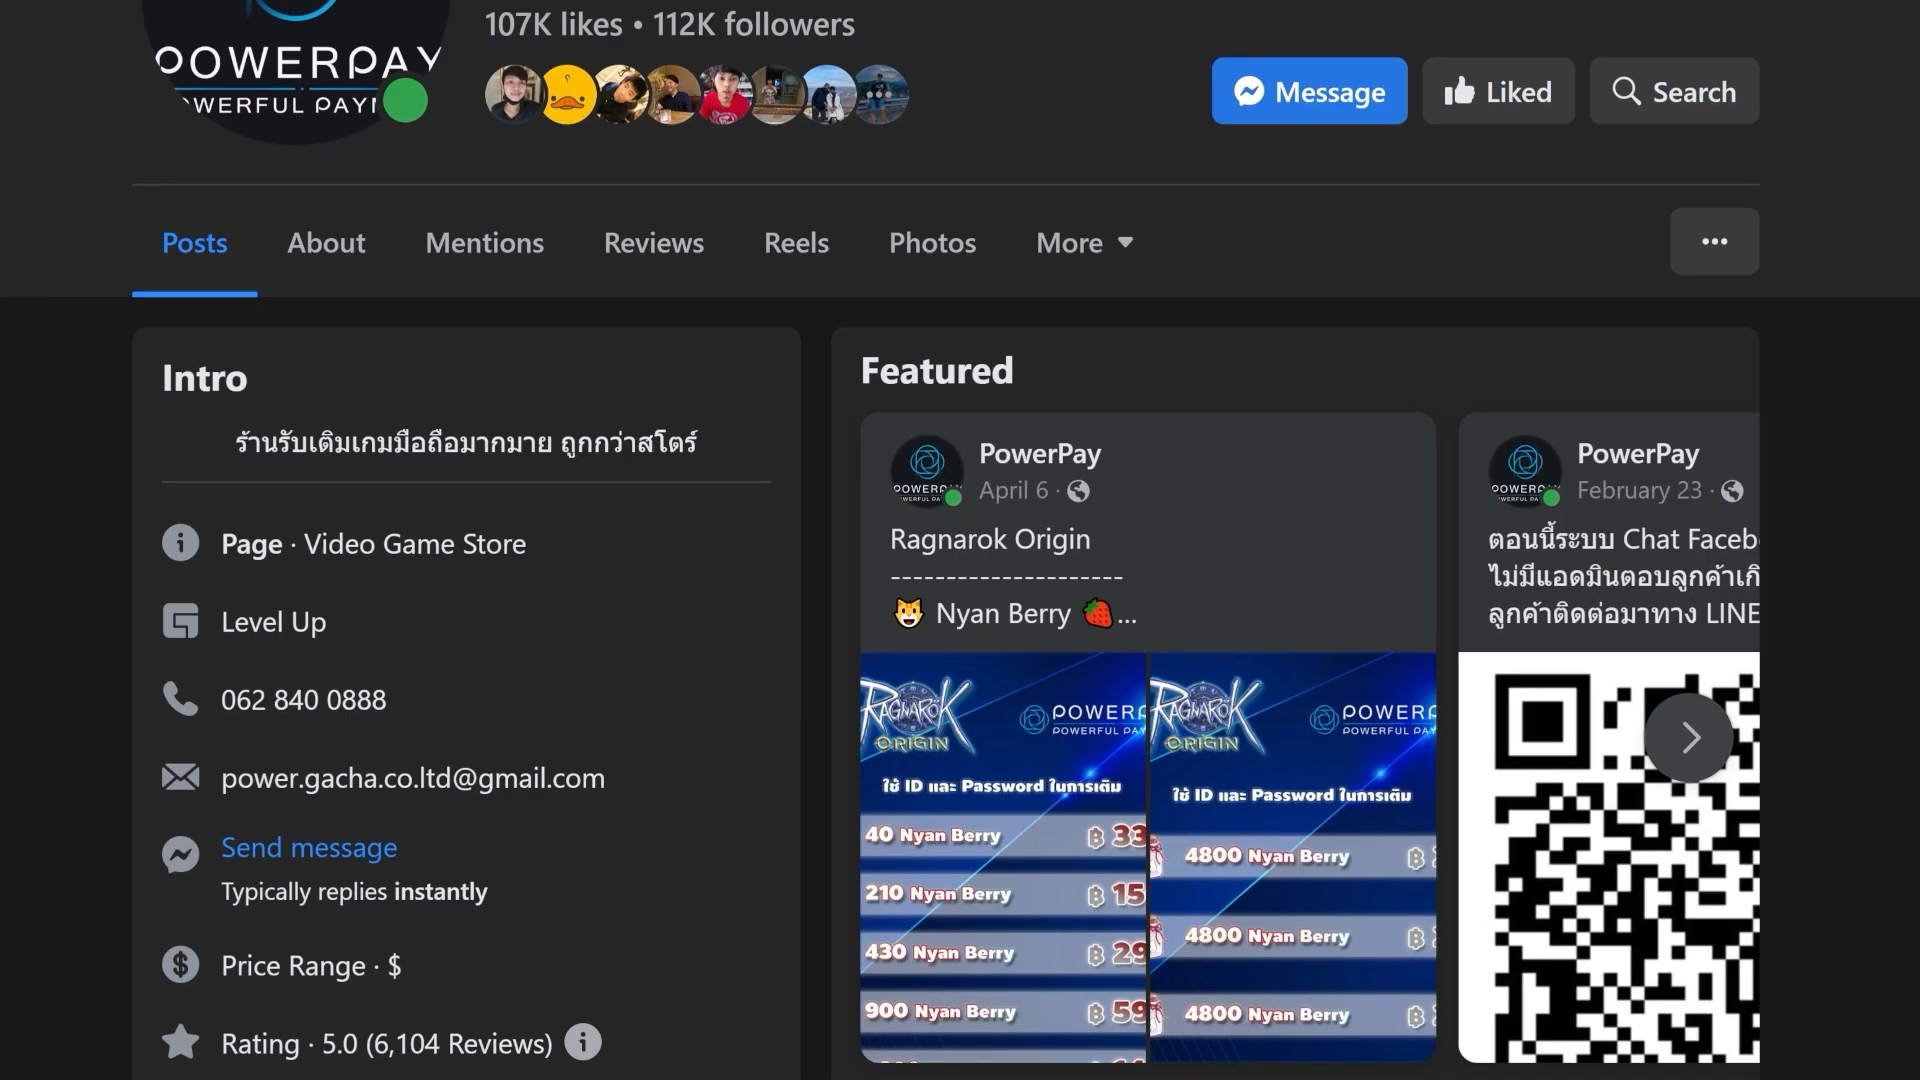 107K likes • 112K followers
POWERPAY
Message
Liked
Search
Posts
About
Mentions
Reviews
Reels
Photos
More
Intro
ร้านรับเติมเกมมือถือมากมาย ถูกกว่าสโตร์
Page · Video Game Store
Level Up
062 840 0888
power.gacha.co.ltd@gmail.com
Send message
Typically replies instantly
Price Range · $
Rating · 5.0 (6,104 Reviews)
Featured
PowerPay
April 6 ·
Ragnarok Origin
---------------------
😺 Nyan Berry 🍓...
RAGNAROK
ORIGIN
ใช้ ID และ Password ในการเติม
40 Nyan Berry
210 Nyan Berry
430 Nyan Berry
900 Nyan Berry
RAGNAROK
ORIGIN
ใช้ ID และ Password ในการเติม
4800 Nyan Berry
4800 Nyan Berry
4800 Nyan Berry
PowerPay
February 23 ·
ตอนนี้ระบบ Chat
ไม่มีแอดมินตอบลูกค้า
ลูกค้าติดต่อมาทาง LINE